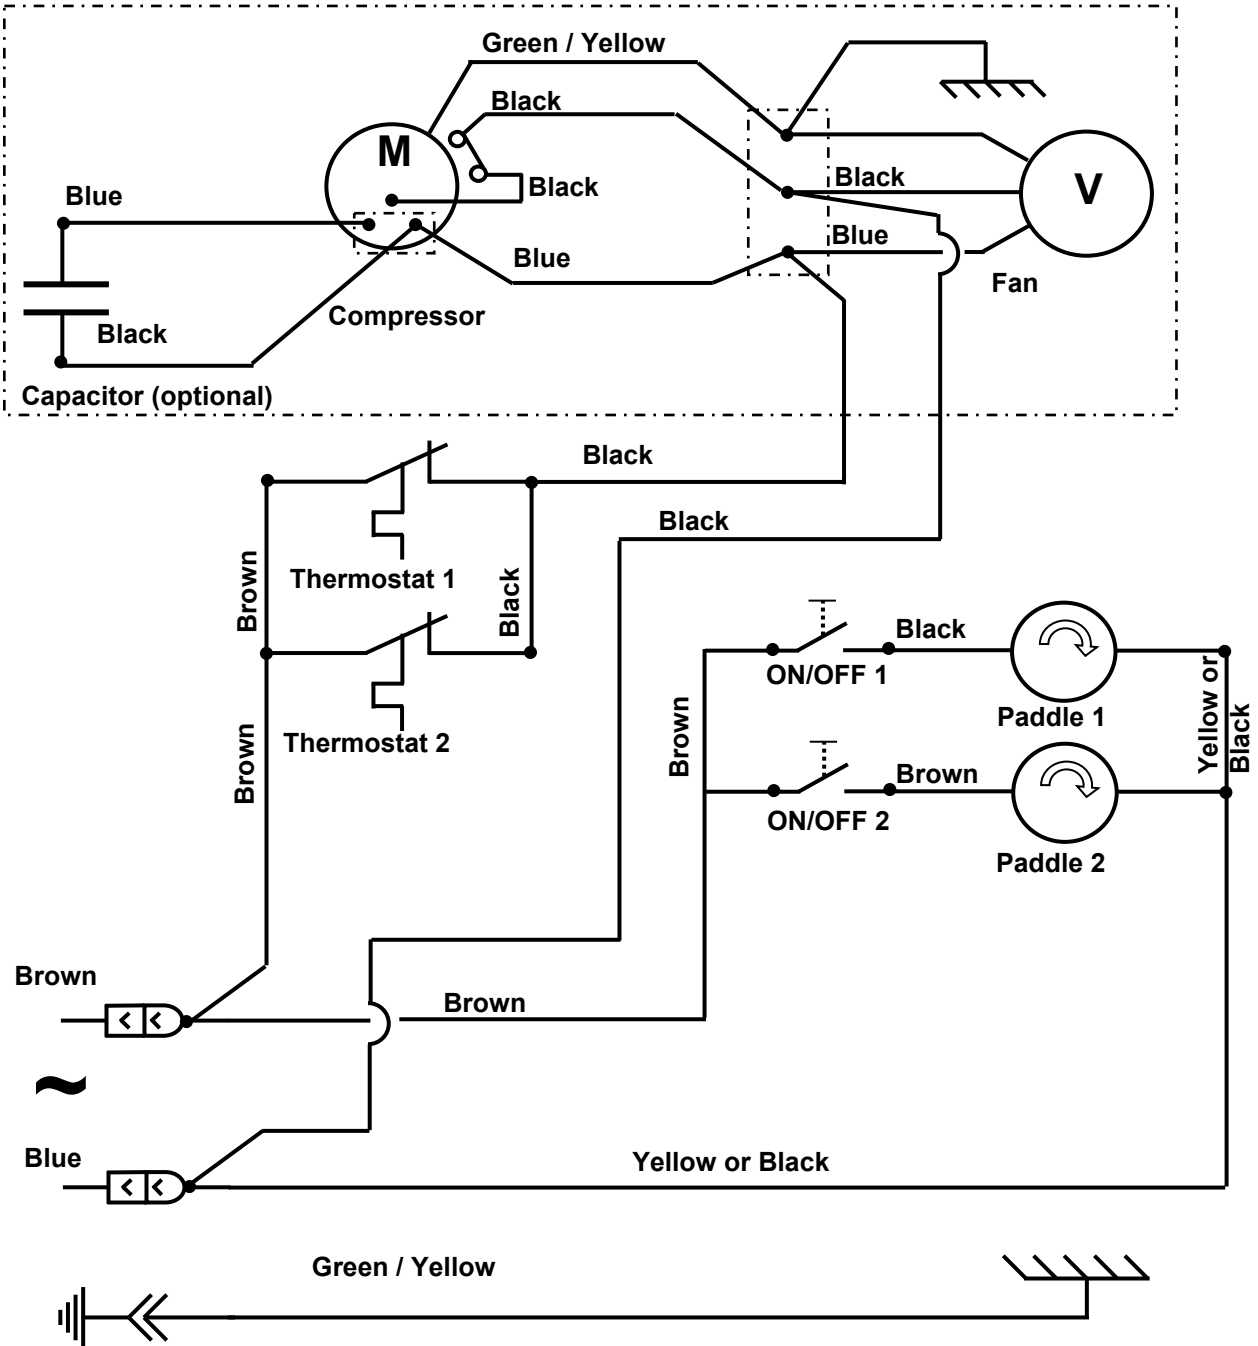 Green / Yellow
Black
M
Black
Blue
Black
V
Blue
Blue
Fan
Compressor
Black
Capacitor (optional)
Black
Black
Brown
Thermostat 1
Black
Black
ON/OFF 1
Paddle 1
Yellow or
Black
Brown
Brown
Thermostat 2
Brown
ON/OFF 2
Paddle 2
Brown
Brown
~
Blue
Yellow or Black
Green / Yellow